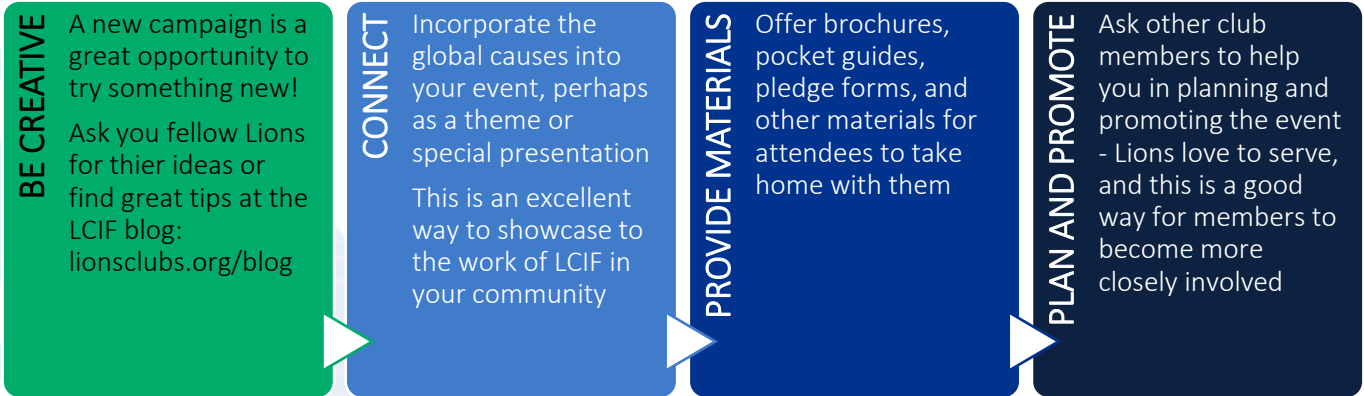 BE CREATIVE
A new campaign is a
great opportunity to
try something new!
Ask you fellow Lions
for thier ideas or
find great tips at the
LCIF blog:
lionsclubs.org/blog
CONNECT
Incorporate the
global causes into
your event, perhaps
as a theme or
special presentation
This is an excellent
way to showcase to
the work of LCIF in
your community
PROVIDE MATERIALS
Offer brochures,
pocket guides,
pledge forms, and
other materials for
attendees to take
home with them
PLAN AND PROMOTE
Ask other club
members to help
you in planning and
promoting the event
- Lions love to serve,
and this is a good
way for members to
become more
closely involved